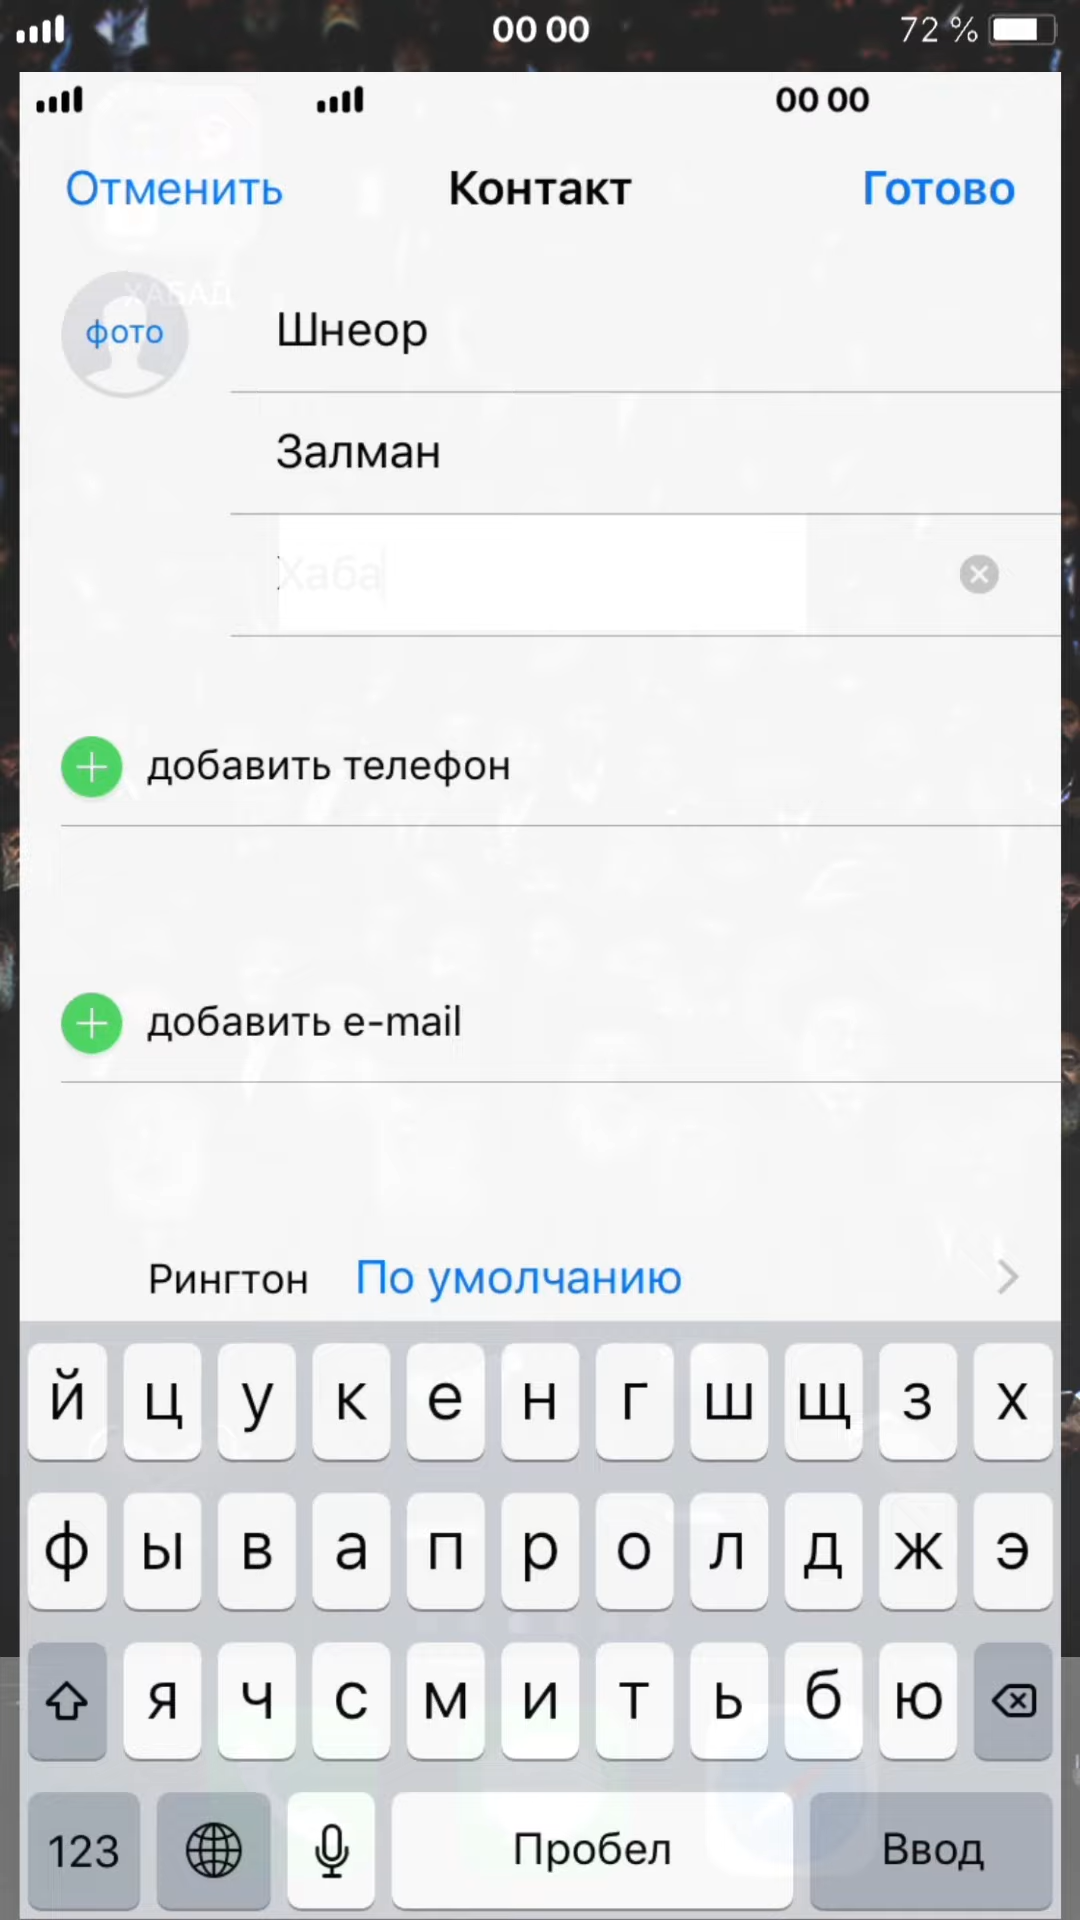 00 00
72 %
00 00
Отменить Контакт Готово
ХАБАД
фото
Шнеор
Залман
Хаба
добавить телефон
добавить e-mail
Рингтон По умолчанию
й ц у к е н г ш щ з х
ф ы в а п р о л д ж э
я ч с м и т ь б ю
123 Пробел Ввод